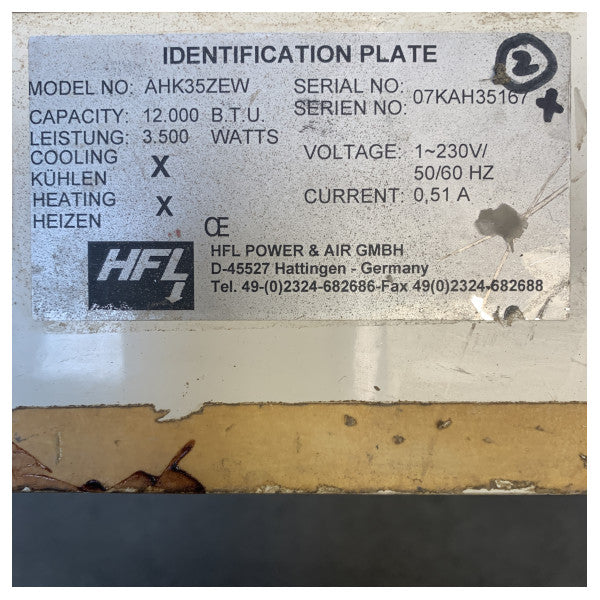 IDENTIFICATION PLATE
2
MODEL NO: AHK35ZEW
SERIAL NO:
SERIEN NO: 07KAH35167
CAPACITY: 12.000 B.T.U.
LEISTUNG: 3.500 WATTS
COOLING
KÜHLEN X
HEATING
HEIZEN X
VOLTAGE: 1~230V/
50/60 HZ
CURRENT: 0,51 A
CE
HFL
HFL POWER & AIR GMBH
D-45527 Hattingen - Germany
Tel. 49-(0)2324-682686-Fax 49(0)2324-682688